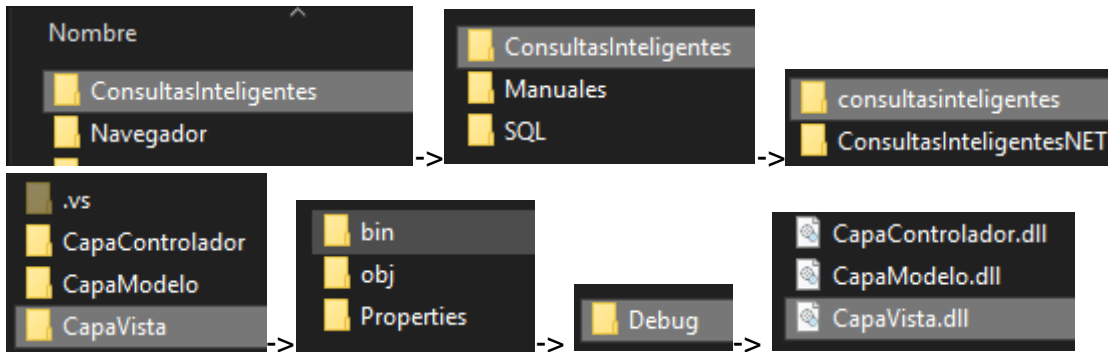 Nombre
ConsultasInteligentes
Navegador
->
ConsultasInteligentes
Manuales
SQL
->
consultasinteligentes
ConsultasInteligentesNET
.vs
CapaControlador
CapaModelo
CapaVista
->
bin
obj
Properties
->
Debug
->
CapaControlador.dll
CapaModelo.dll
CapaVista.dll